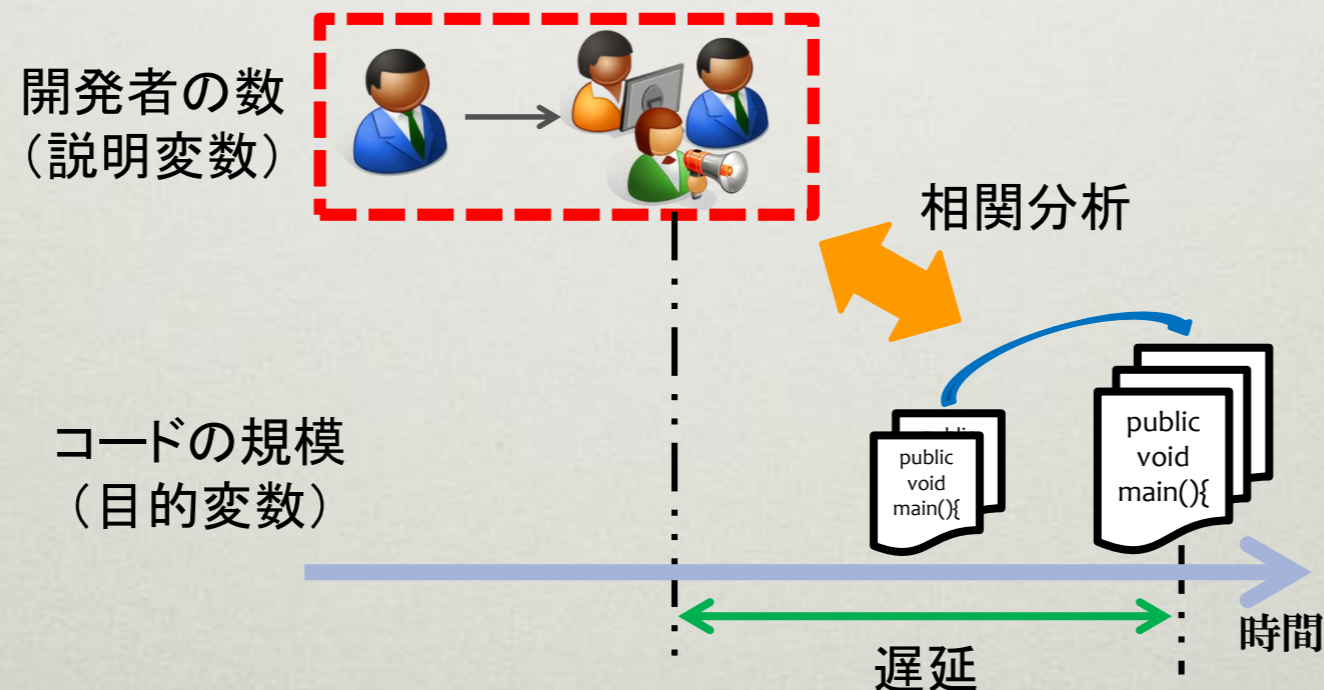 開発者の数
（説明変数）
相関分析
コードの規模
（目的変数）
public
public
void
main(){
public
void
main(){
時間
遅延